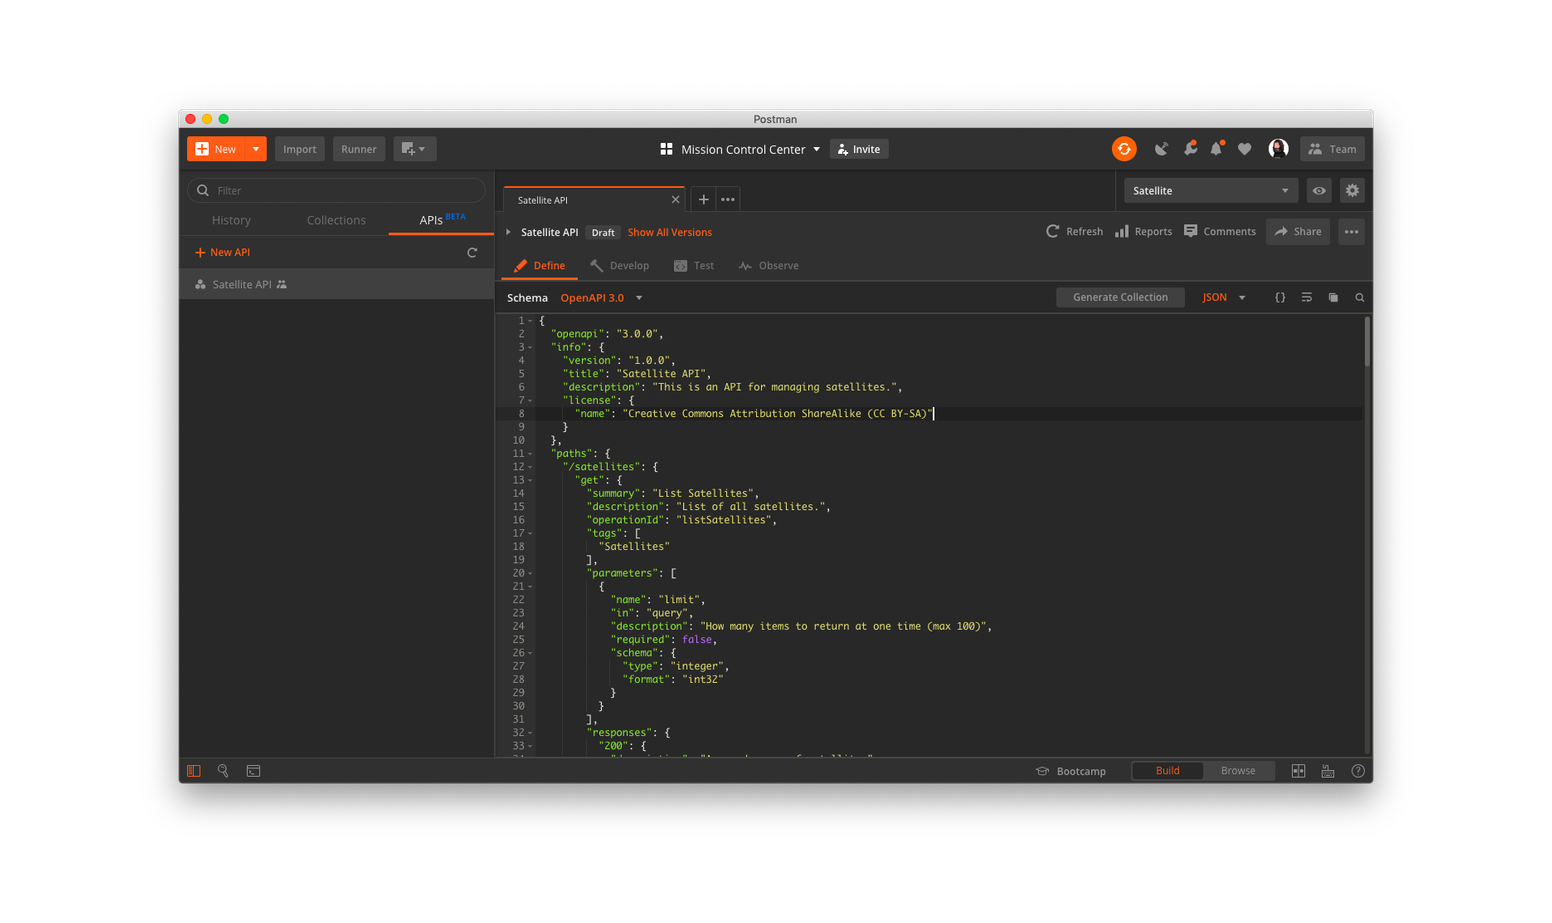 Postman
New
Import
Runner
Mission Control Center
Invite
Team
Filter
History
Collections
APIs BETA
New API
Satellite API
Satellite API
Satellite
Satellite API
Draft
Show All Versions
Refresh
Reports
Comments
Share
Define
Develop
Test
Observe
Schema
OpenAPI 3.0
Generate Collection
JSON
1 {
2 "openapi": "3.0.0",
3 "info": {
4 "version": "1.0.0",
5 "title": "Satellite API",
6 "description": "This is an API for managing satellites.",
7 "license": {
8 "name": "Creative Commons Attribution ShareAlike (CC BY-SA)"
9 }
10 },
11 "paths": {
12 "/satellites": {
13 "get": {
14 "summary": "List Satellites",
15 "description": "List of all satellites.",
16 "operationId": "listSatellites",
17 "tags": [
18 "Satellites"
19 ],
20 "parameters": [
21 {
22 "name": "limit",
23 "in": "query",
24 "description": "How many items to return at one time (max 100)",
25 "required": false,
26 "schema": {
27 "type": "integer",
28 "format": "int32"
29 }
30 }
31 ],
32 "responses": {
33 "200": {
Bootcamp
Build
Browse